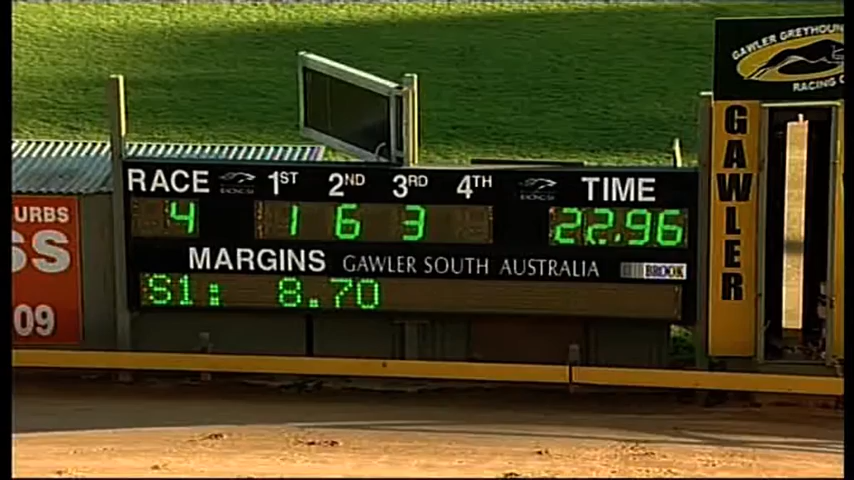 GAWLER GREYHOUN
RACING C
GAWLER
RACE 1ST 2ND 3RD 4TH TIME
4 1 6 3 22.96
MARGINS GAWLER SOUTH AUSTRALIA BROOK
S1: 8.70
URBS
SS
09